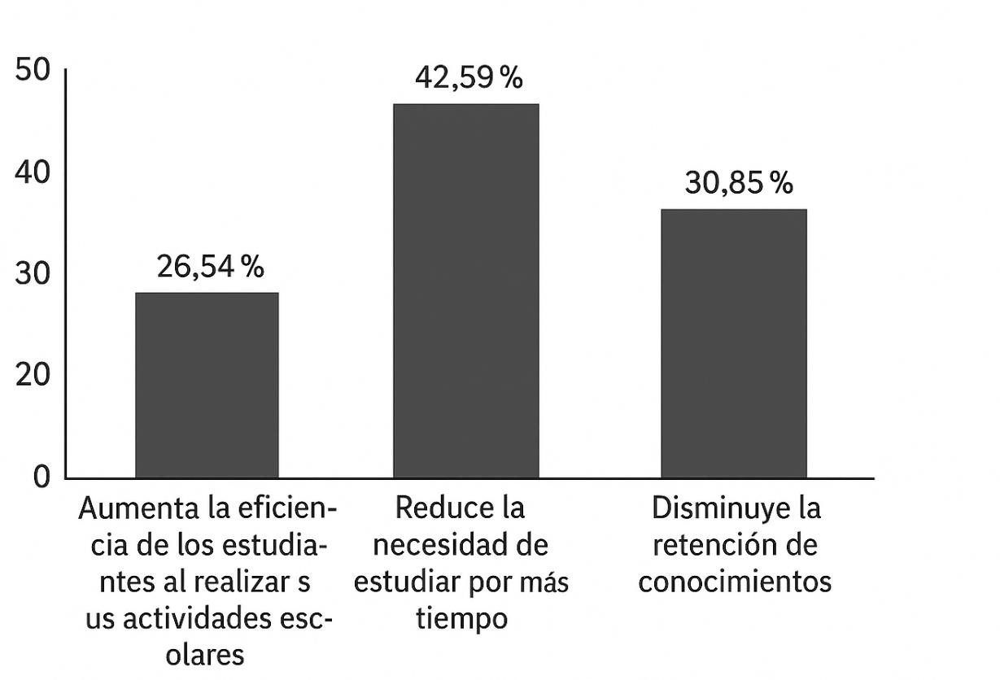 50
40
30
20
0
26,54 %
42,59 %
30,85 %
Aumenta la eficien-
cia de los estudia-
ntes al realizar s
us actividades esc-
olares
Reduce la
necesidad de
estudiar por más
tiempo
Disminuye la
retención de
conocimientos